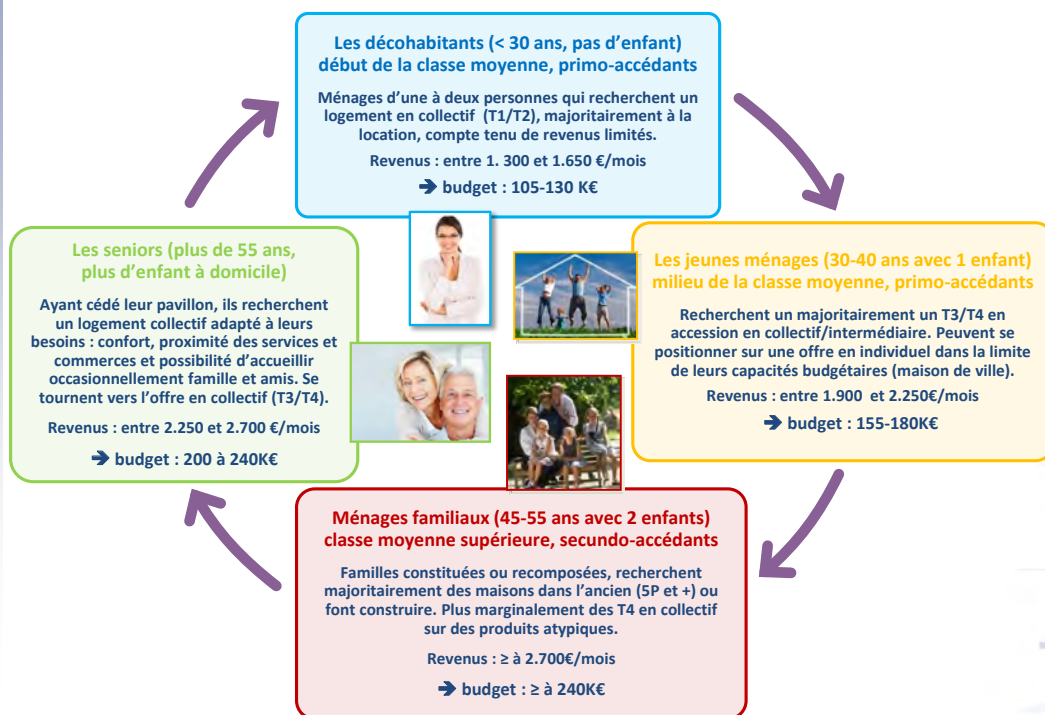 Les décohabitants (< 30 ans, pas d’enfant)
début de la classe moyenne, primo-accédants
Ménages d’une à deux personnes qui recherchent un
logement en collectif (T1/T2), majoritairement à la
location, compte tenu de revenus limités.
Revenus : entre 1. 300 et 1.650 €/mois
➔ budget : 105-130 K€
Les jeunes ménages (30-40 ans avec 1 enfant)
milieu de la classe moyenne, primo-accédants
Recherchent un majoritairement un T3/T4 en
accession en collectif/intermédiaire. Peuvent se
positionner sur une offre en individuel dans la limite
de leurs capacités budgétaires (maison de ville).
Revenus : entre 1.900 et 2.250€/mois
➔ budget : 155-180K€
Ménages familiaux (45-55 ans avec 2 enfants)
classe moyenne supérieure, secundo-accédants
Familles constituées ou recomposées, recherchent
majoritairement des maisons dans l’ancien (5P et +) ou
font construire. Plus marginalement des T4 en collectif
sur des produits atypiques.
Revenus : ≥ à 2.700€/mois
➔ budget : ≥ à 240K€
Les seniors (plus de 55 ans,
plus d’enfant à domicile)
Ayant cédé leur pavillon, ils recherchent
un logement collectif adapté à leurs
besoins : confort, proximité des services et
commerces et possibilité d’accueillir
occasionnellement famille et amis. Se
tournent vers l’offre en collectif (T3/T4).
Revenus : entre 2.250 et 2.700 €/mois
➔ budget : 200 à 240K€